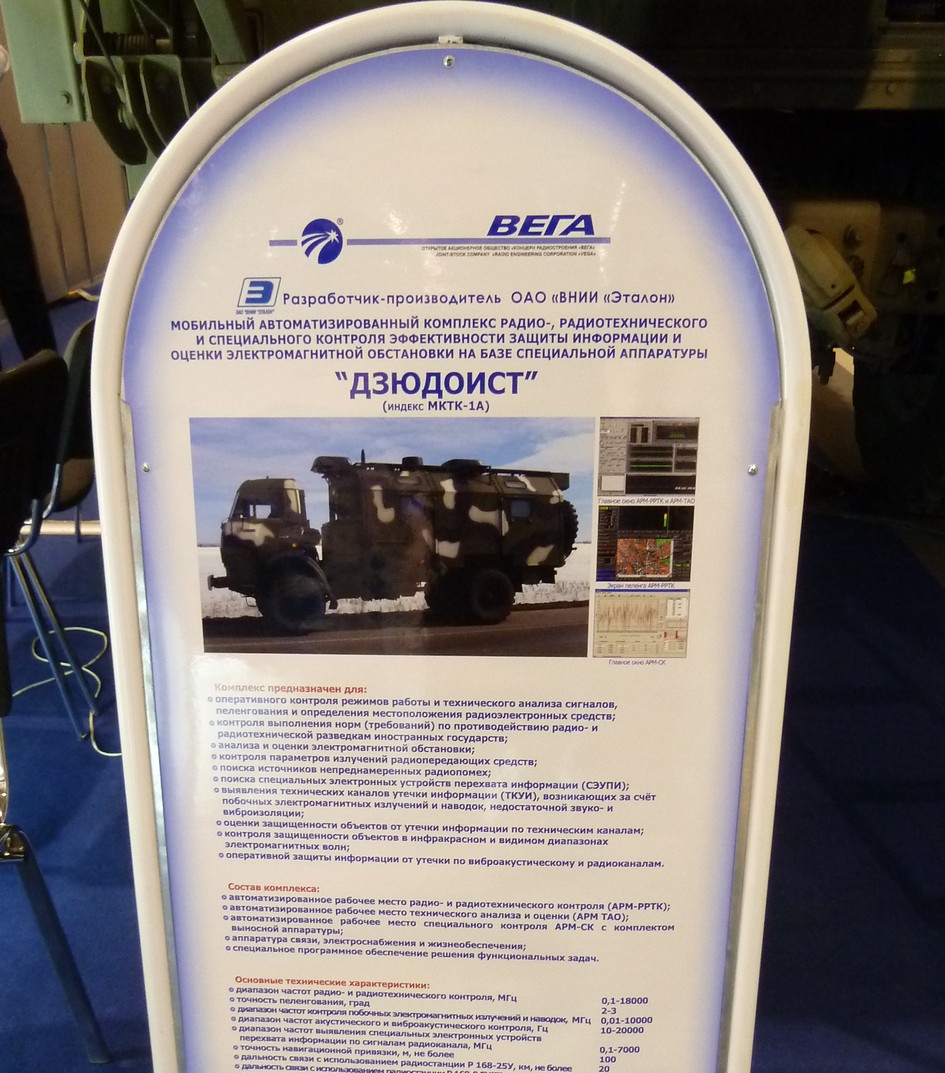 ®
ВЕГА
ОТКРЫТОЕ АКЦИОНЕРНОЕ ОБЩЕСТВО «КОНЦЕРН РАДИОСТРОЕНИЯ «ВЕГА»
JOINT-STOCK COMPANY «RADIO ENGINEERING CORPORATION «VEGA»
Э
ОАО "ВНИИ "ЭТАЛОН"
Разработчик-производитель ОАО «ВНИИ «Эталон»
МОБИЛЬНЫЙ АВТОМАТИЗИРОВАННЫЙ КОМПЛЕКС РАДИО-, РАДИОТЕХНИЧЕСКОГО
И СПЕЦИАЛЬНОГО КОНТРОЛЯ ЭФФЕКТИВНОСТИ ЗАЩИТЫ ИНФОРМАЦИИ И
ОЦЕНКИ ЭЛЕКТРОМАГНИТНОЙ ОБСТАНОВКИ НА БАЗЕ СПЕЦИАЛЬНОЙ АППАРАТУРЫ
“ДЗЮДОИСТ”
(ИНДЕКС МКТК-1А)
Главное окно АРМ-РРТК и АРМ-ТАО
Экран пеленга АРМ-РРТК
Главное окно АРМ-СК
Комплекс предназначен для:
оперативного контроля режимов работы и технического анализа сигналов,
пеленгования и определения местоположения радиоэлектронных средств;
контроля выполнения норм (требований) по противодействию радио- и
радиотехнической разведкам иностранных государств;
анализа и оценки электромагнитной обстановки;
контроля параметров излучений радиопередающих средств;
поиска источников непреднамеренных радиопомех;
поиска специальных электронных устройств перехвата информации (СЭУПИ);
выявления технических каналов утечки информации (ТКУИ), возникающих за счёт
побочных электромагнитных излучений и наводок, недостаточной звуко- и
виброизоляции;
оценки защищенности объектов от утечки информации по техническим каналам;
контроля защищенности объектов в инфракрасном и видимом диапазонах
электромагнитных волн;
оперативной защиты информации от утечки по виброакустическому и радиоканалам.
Состав комплекса:
автоматизированное рабочее место радио- и радиотехнического контроля (АРМ-РРТК);
автоматизированное рабочее место технического анализа и оценки (АРМ ТАО);
автоматизированное рабочее место специального контроля АРМ-СК с комплектом
выносной аппаратуры;
аппаратура связи, электроснабжения и жизнеобеспечения;
специальное программное обеспечение решения функциональных задач.
Основные технические характеристики:
диапазон частот радио- и радиотехнического контроля, МГц 0,1-18000
точность пеленгования, град 2-3
диапазон частот контроля побочных электромагнитных излучений и наводок, МГц 0,01-10000
диапазон частот акустического и виброакустического контроля, Гц 10-20000
диапазон частот выявления специальных электронных устройств
перехвата информации по сигналам радиоканала, МГц 0,1-7000
точность навигационной привязки, м, не более 100
дальность связи с использованием радиостанции Р 168-25У, км, не более 20
дальность связи с использованием радиостанции